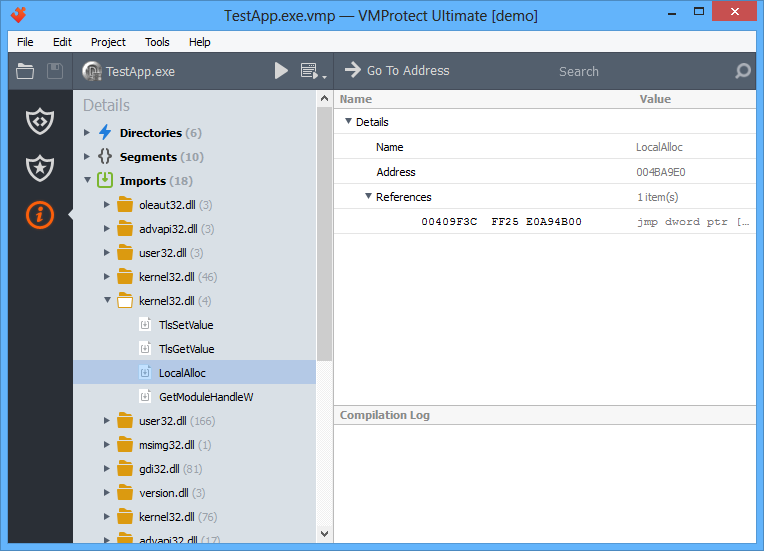 TestApp.exe.vmp — VMProtect Ultimate [demo]
File Edit Project Tools Help
TestApp.exe
Go To Address
Search
Details
Directories (6)
Segments (10)
Imports (18)
oleaut32.dll (3)
advapi32.dll (3)
user32.dll (3)
kernel32.dll (46)
kernel32.dll (4)
TlsSetValue
TlsGetValue
LocalAlloc
GetModuleHandleW
user32.dll (166)
msimg32.dll (1)
gdi32.dll (81)
version.dll (3)
kernel32.dll (76)
advapi32.dll (17)
Name Value
Details
Name LocalAlloc
Address 004BA9E0
References 1 item(s)
00409F3C FF25 E0A94B00 jmp dword ptr [...
Compilation Log